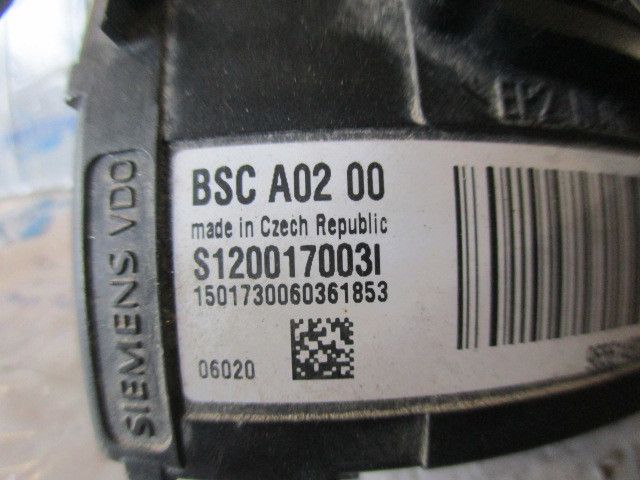 SIEMENS VDO
BSC A02 00
made in Czech Republic
S120017003I
1501730060361853
06020